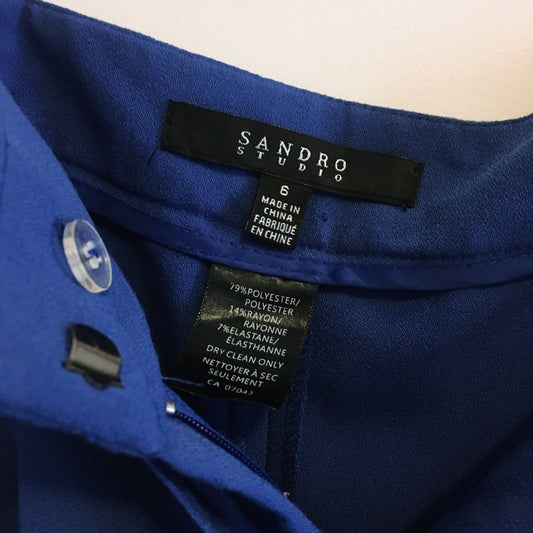 SANDRO
STUDIO
6
MADE IN
CHINA
FABRIQUÉ
EN CHINE
79%POLYESTER/
POLYESTER
14%RAYON/
RAYONNE
7%ELASTANE/
ÉLASTHANNE
DRY CLEAN ONLY
NETTOYER À SEC
SEULEMENT
CA